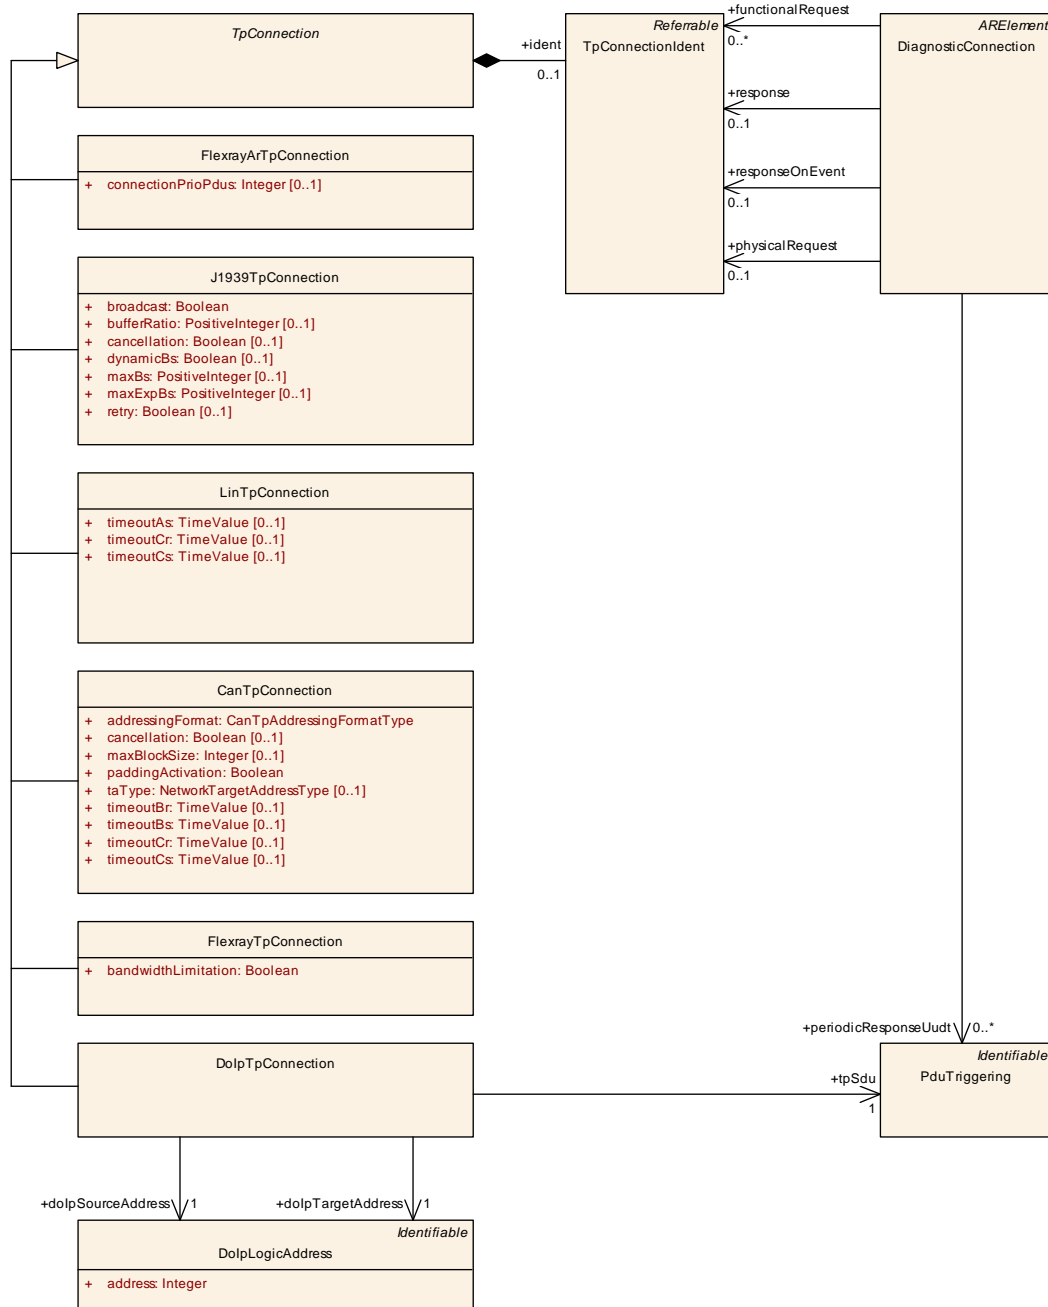 TpConnection
+ident
0..1
Referrable
TpConnectionIdent
+functionalRequest
0..*
+response
0..1
+responseOnEvent
0..1
+physicalRequest
0..1
ARElement
DiagnosticConnection
FlexrayArTpConnection
+ connectionPrioPdus: Integer [0..1]
J1939TpConnection
+ broadcast: Boolean
+ bufferRatio: PositiveInteger [0..1]
+ cancellation: Boolean [0..1]
+ dynamicBs: Boolean [0..1]
+ maxBs: PositiveInteger [0..1]
+ maxExpBs: PositiveInteger [0..1]
+ retry: Boolean [0..1]
LinTpConnection
+ timeoutAs: TimeValue [0..1]
+ timeoutCr: TimeValue [0..1]
+ timeoutCs: TimeValue [0..1]
CanTpConnection
+ addressingFormat: CanTpAddressingFormatType
+ cancellation: Boolean [0..1]
+ maxBlockSize: Integer [0..1]
+ paddingActivation: Boolean
+ taType: NetworkTargetAddressType [0..1]
+ timeoutBr: TimeValue [0..1]
+ timeoutBs: TimeValue [0..1]
+ timeoutCr: TimeValue [0..1]
+ timeoutCs: TimeValue [0..1]
FlexrayTpConnection
+ bandwidthLimitation: Boolean
+periodicResponseUudt 0..*
DoIpTpConnection
+tpSdu
1
Identifiable
PduTriggering
+doIpSourceAddress 1
+doIpTargetAddress 1
Identifiable
DoIpLogicAddress
+ address: Integer